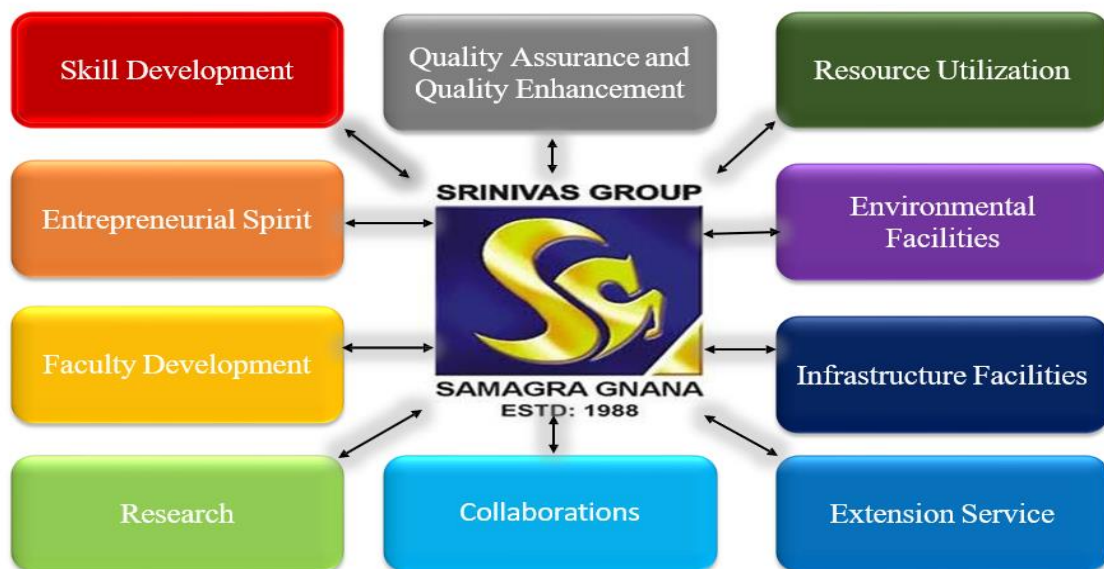 Skill Development
Quality Assurance and
Quality Enhancement
Resource Utilization
Entrepreneurial Spirit
SRINIVAS GROUP
Environmental
Facilities
Faculty Development
Infrastructure Facilities
SAMAGRA GNANA
ESTD: 1988
Research
Collaborations
Extension Service